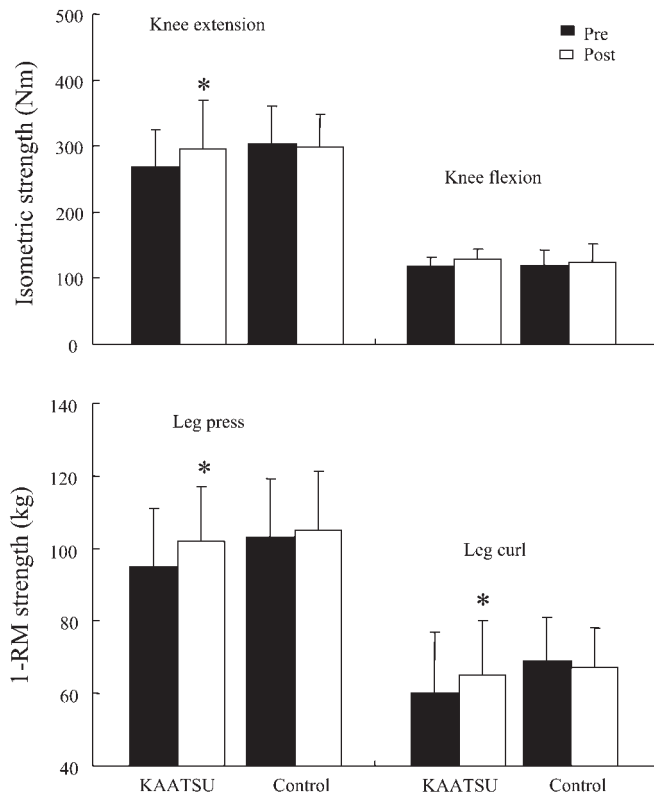 Knee extension
Pre
Post
500
400
300
200
100
0
Isometric strength (Nm)
*
Knee flexion
140
120
100
80
60
40
1-RM strength (kg)
Leg press
*
Leg curl
*
KAATSU Control KAATSU Control